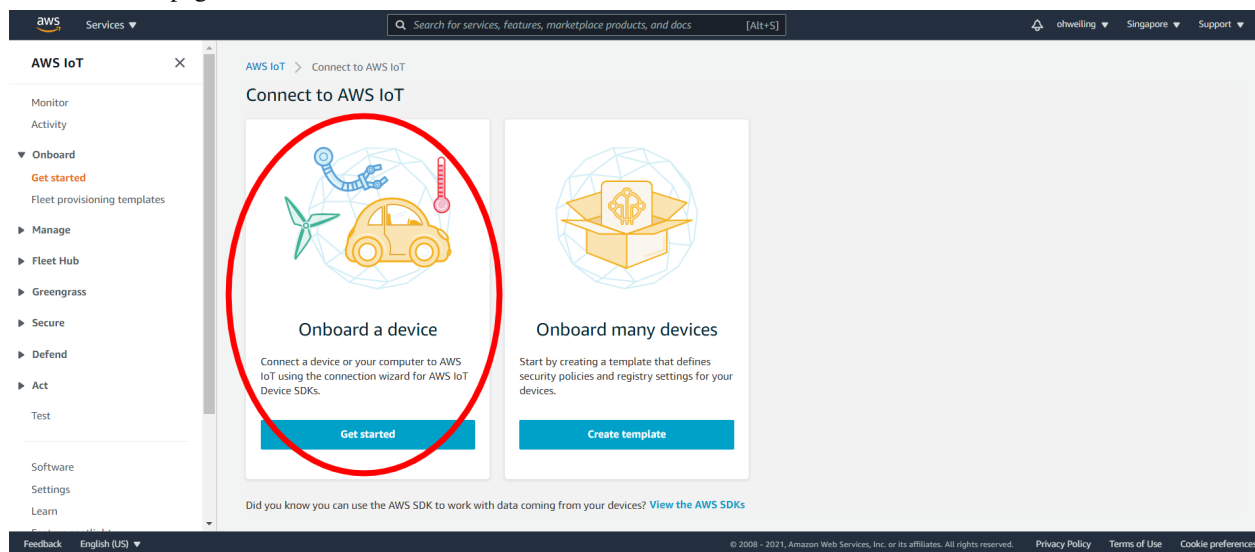 aws
Services ▼
Search for services, features, marketplace products, and docs [Alt+S]
ohweiling ▼ Singapore ▼ Support ▼
AWS IoT ×
Monitor
Activity
▼ Onboard
Get started
Fleet provisioning templates
▶ Manage
▶ Fleet Hub
▶ Greengrass
▶ Secure
▶ Defend
▶ Act
Test
Software
Settings
Learn
AWS IoT > Connect to AWS IoT
Connect to AWS IoT
Onboard a device
Connect a device or your computer to AWS
IoT using the connection wizard for AWS IoT
Device SDKs.
Get started
Onboard many devices
Start by creating a template that defines
security policies and registry settings for your
devices.
Create template
Did you know you can use the AWS SDK to work with data coming from your devices? View the AWS SDKs
Feedback English (US) ▼
© 2008 - 2021, Amazon Web Services, Inc. or its affiliates. All rights reserved. Privacy Policy Terms of Use Cookie preferences